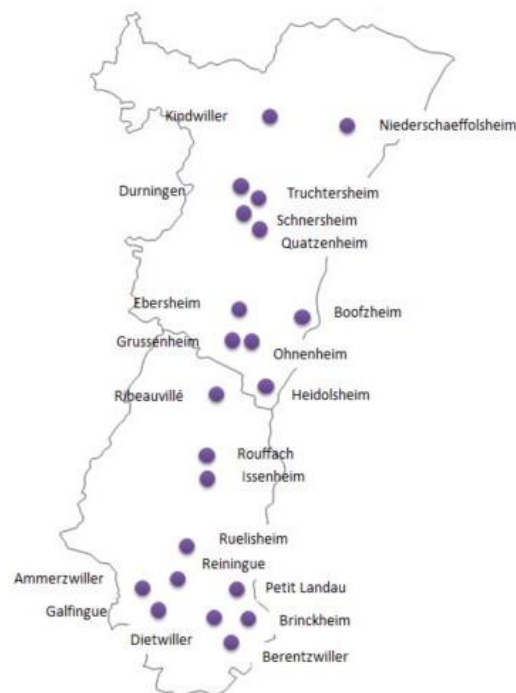 Kindwiller
Niederschaeffolsheim
Durningen
Truchtersheim
Schnersheim
Quatzenheim
Ebersheim
Boofzheim
Grussenheim
Ohnenheim
Ribeauvillé
Heidolsheim
Rouffach
Issenheim
Ruelisheim
Reiningue
Ammerzwiller
Petit Landau
Galfingue
Brinckheim
Dietwiller
Berentzwiller